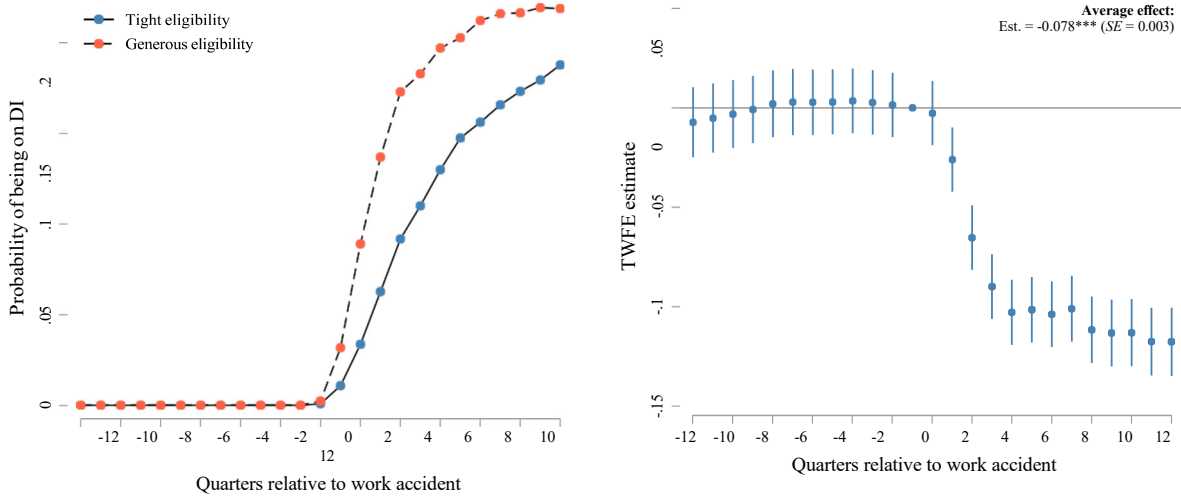 Tight eligibility
Generous eligibility
Probability of being on DI
.2
.15
.1
.05
0
-12 -10 -8 -6 -4 -2 0 2 4 6 8 10
12
Quarters relative to work accident
Average effect:
Est. = -0.078*** (SE = 0.003)
TWFE estimate
.05
0
-.05
-.1
-.15
-12 -10 -8 -6 -4 -2 0 2 4 6 8 10 12
Quarters relative to work accident